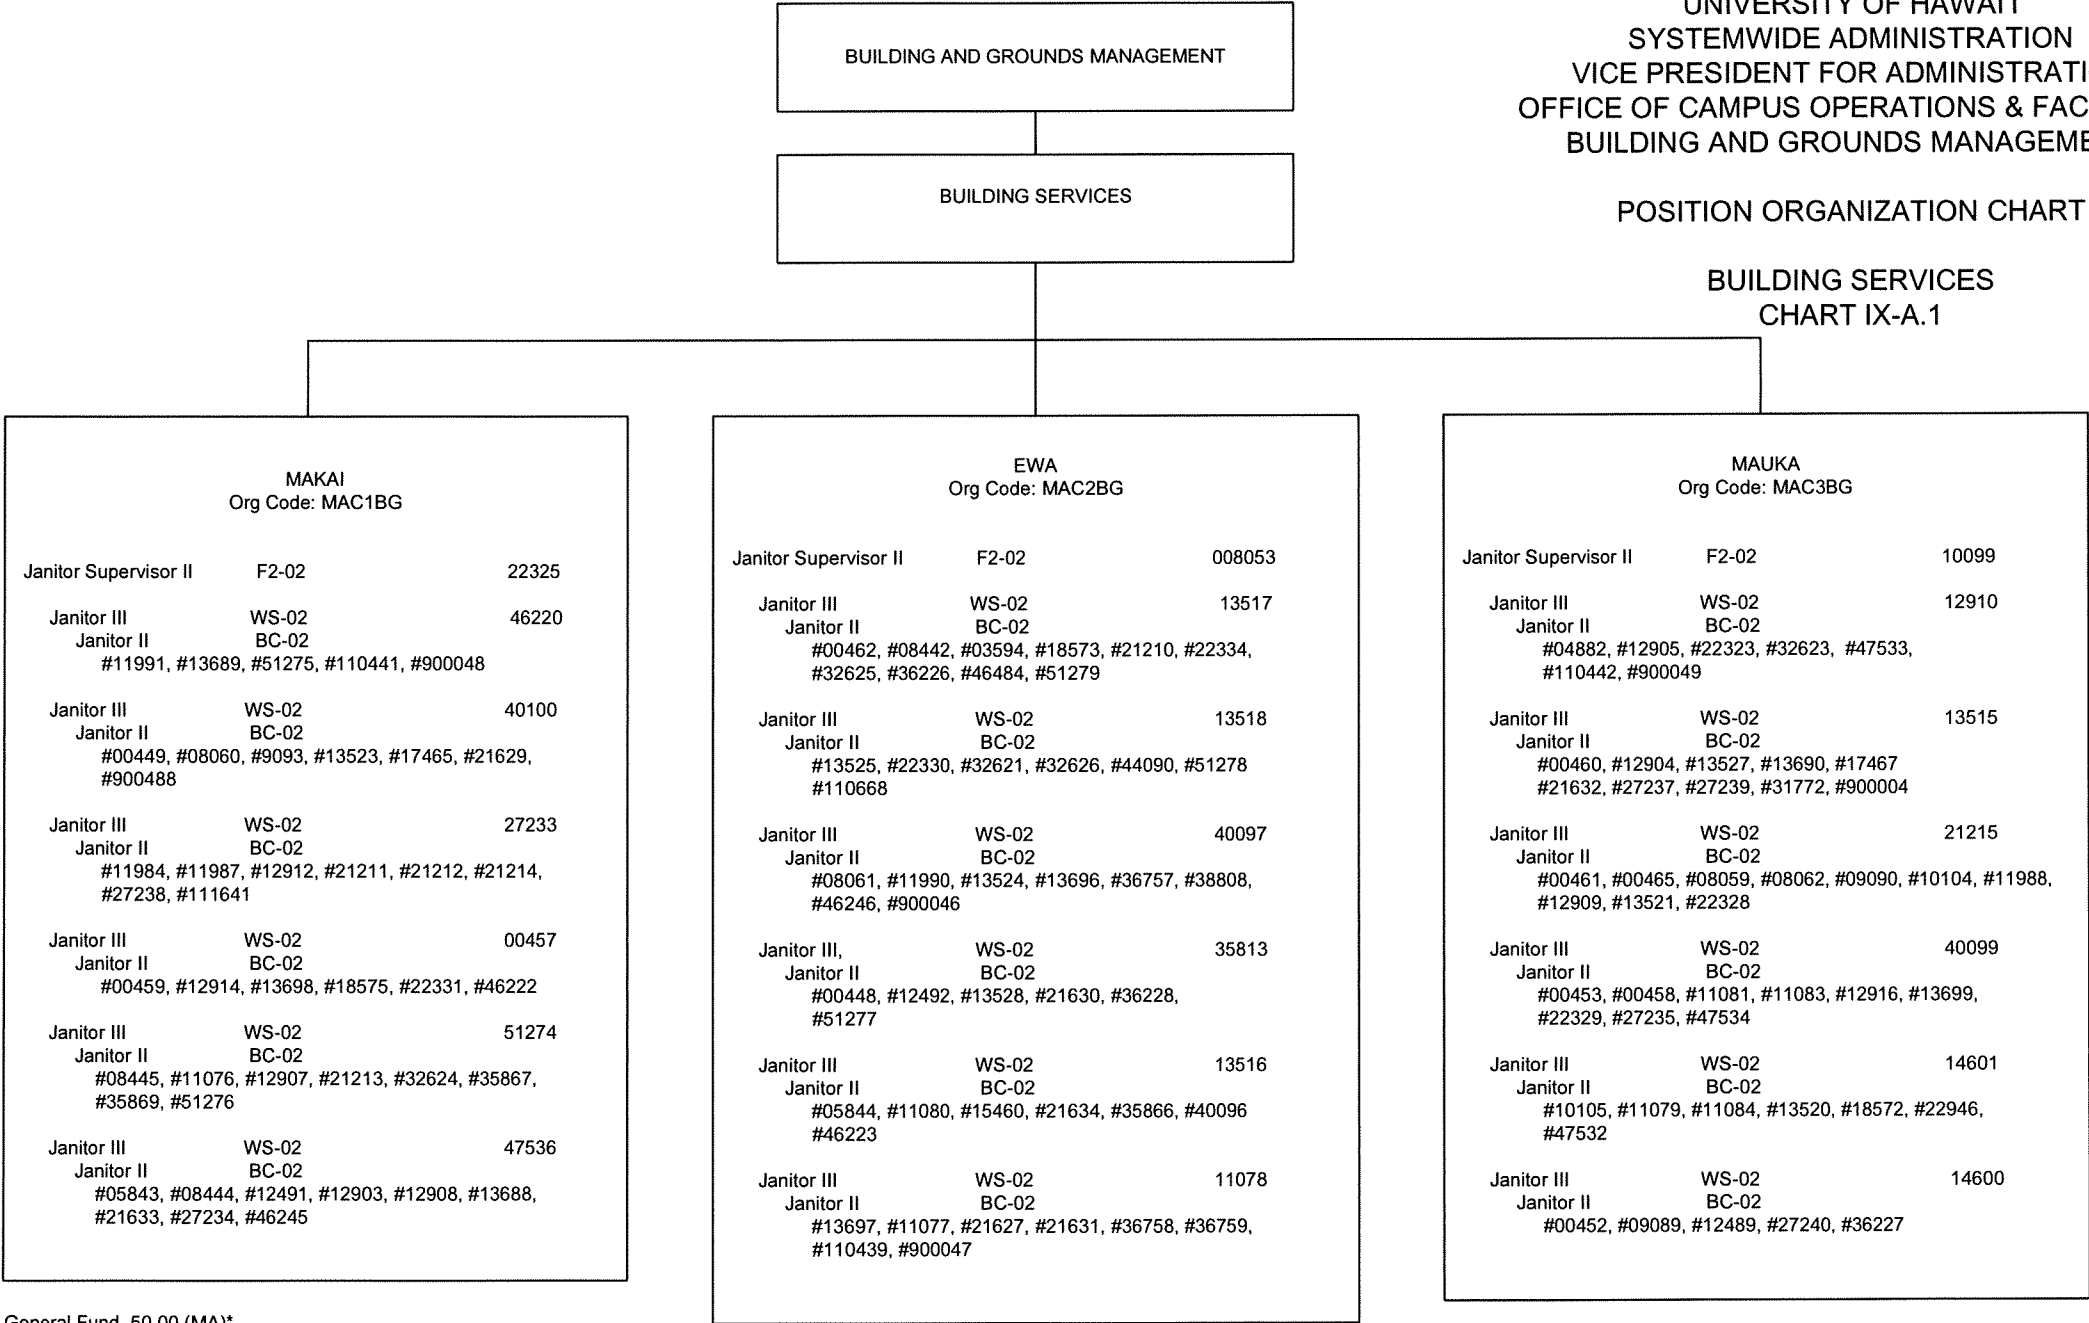 UNIVERSITY OF HAWAI'I
SYSTEMWIDE ADMINISTRATION
VICE PRESIDENT FOR ADMINISTRATI
OFFICE OF CAMPUS OPERATIONS & FAC
BUILDING AND GROUNDS MANAGEME
POSITION ORGANIZATION CHART
BUILDING SERVICES
CHART IX-A.1
BUILDING AND GROUNDS MANAGEMENT
BUILDING SERVICES
MAKAI
Org Code: MAC1BG
Janitor Supervisor II F2-02 22325
Janitor III WS-02 46220
Janitor II BC-02
#11991, #13689, #51275, #110441, #900048
Janitor III WS-02 40100
Janitor II BC-02
#00449, #08060, #9093, #13523, #17465, #21629,
#900488
Janitor III WS-02 27233
Janitor II BC-02
#11984, #11987, #12912, #21211, #21212, #21214,
#27238, #111641
Janitor III WS-02 00457
Janitor II BC-02
#00459, #12914, #13698, #18575, #22331, #46222
Janitor III WS-02 51274
Janitor II BC-02
#08445, #11076, #12907, #21213, #32624, #35867,
#35869, #51276
Janitor III WS-02 47536
Janitor II BC-02
#05843, #08444, #12491, #12903, #12908, #13688,
#21633, #27234, #46245
EWA
Org Code: MAC2BG
Janitor Supervisor II F2-02 008053
Janitor III WS-02 13517
Janitor II BC-02
#00462, #08442, #03594, #18573, #21210, #22334,
#32625, #36226, #46484, #51279
Janitor III WS-02 13518
Janitor II BC-02
#13525, #22330, #32621, #32626, #44090, #51278
#110668
Janitor III WS-02 40097
Janitor II BC-02
#08061, #11990, #13524, #13696, #36757, #38808,
#46246, #900046
Janitor III, WS-02 35813
Janitor II BC-02
#00448, #12492, #13528, #21630, #36228,
#51277
Janitor III WS-02 13516
Janitor II BC-02
#05844, #11080, #15460, #21634, #35866, #40096
#46223
Janitor III WS-02 11078
Janitor II BC-02
#13697, #11077, #21627, #21631, #36758, #36759,
#110439, #900047
MAUKA
Org Code: MAC3BG
Janitor Supervisor II F2-02 10099
Janitor III WS-02 12910
Janitor II BC-02
#04882, #12905, #22323, #32623, #47533,
#110442, #900049
Janitor III WS-02 13515
Janitor II BC-02
#00460, #12904, #13527, #13690, #17467
#21632, #27237, #27239, #31772, #900004
Janitor III WS-02 21215
Janitor II BC-02
#00461, #00465, #08059, #08062, #09090, #10104, #11988,
#12909, #13521, #22328
Janitor III WS-02 40099
Janitor II BC-02
#00453, #00458, #11081, #11083, #12916, #13699,
#22329, #27235, #47534
Janitor III WS-02 14601
Janitor II BC-02
#10105, #11079, #11084, #13520, #18572, #22946,
#47532
Janitor III WS-02 14600
Janitor II BC-02
#00452, #09089, #12489, #27240, #36227
General Fund 50.00 (MA)*